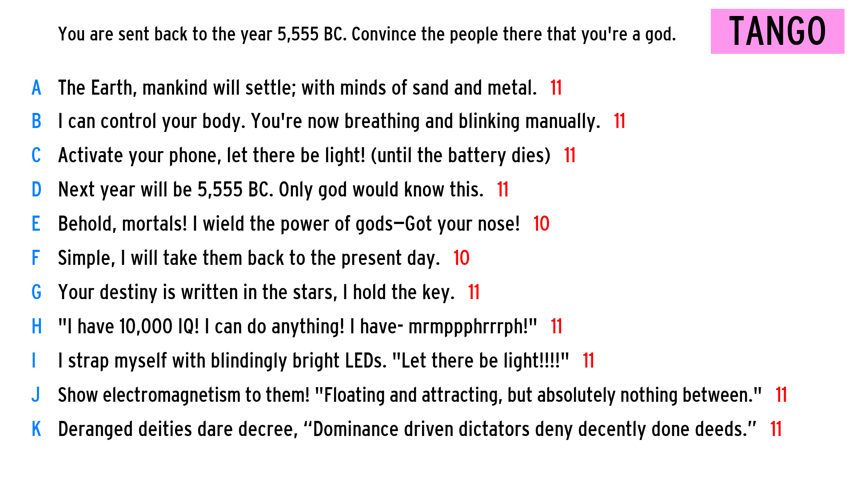 You are sent back to the year 5,555 BC. Convince the people there that you're a god.
TANGO
A The Earth, mankind will settle; with minds of sand and metal. 11
B I can control your body. You're now breathing and blinking manually. 11
C Activate your phone, let there be light! (until the battery dies) 11
D Next year will be 5,555 BC. Only god would know this. 11
E Behold, mortals! I wield the power of gods—Got your nose! 10
F Simple, I will take them back to the present day. 10
G Your destiny is written in the stars, I hold the key. 11
H "I have 10,000 IQ! I can do anything! I have- mrmppphrrrph!" 11
I I strap myself with blindingly bright LEDs. "Let there be light!!!!" 11
J Show electromagnetism to them! "Floating and attracting, but absolutely nothing between." 11
K Deranged deities dare decree, “Dominance driven dictators deny decently done deeds.” 11